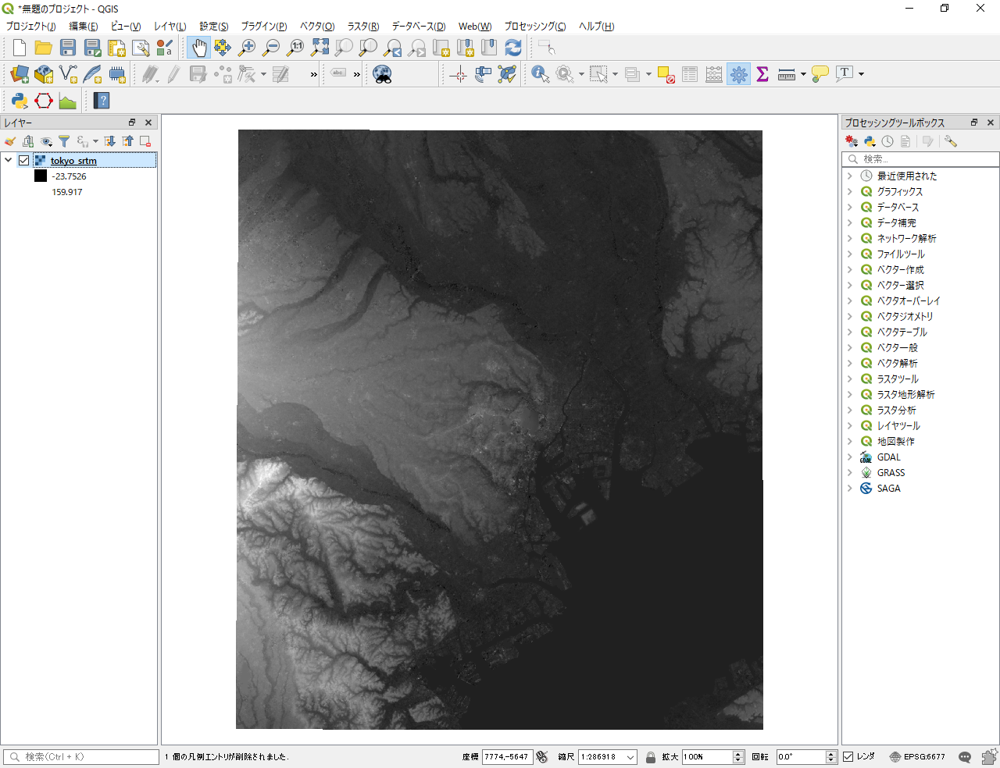 *無題のプロジェクト - QGIS
プロジェクト(J) 編集(E) ビュー(V) レイヤ(L) 設定(S) プラグイン(P) ベクタ(O) ラスタ(R) データベース(D) Web(W) プロセッシング(C) ヘルプ(H)
1:1
a
» abc »
T
?
レイヤー
tokyo_srtm
-23.7526
159.917
プロセッシングツールボックス
検索...
最近使用された
グラフィックス
データベース
データ補完
ネットワーク解析
ファイルツール
ベクター作成
ベクター選択
ベクタオーバーレイ
ベクタジオメトリ
ベクタテーブル
ベクタ一般
ベクタ解析
ラスタツール
ラスタ地形解析
ラスタ分析
レイヤツール
地図製作
GDAL
GRASS
SAGA
検索(Ctrl + K) 1 個の凡例エントリが削除されました. 座標 7774,-5647 縮尺 1:286918 拡大 100% 回転 0.0° レンダ EPSG:6677